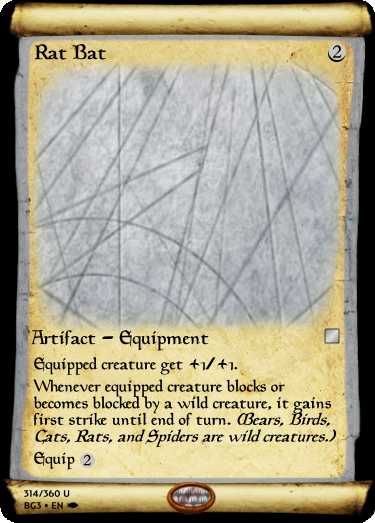 Rat Bat 2
Artifact – Equipment
Equipped creature get +1/+1.
Whenever equipped creature blocks or
becomes blocked by a wild creature, it gains
first strike until end of turn. (Bears, Birds,
Cats, Rats, and Spiders are wild creatures.)
Equip 2
314/360 U
BG3 • EN